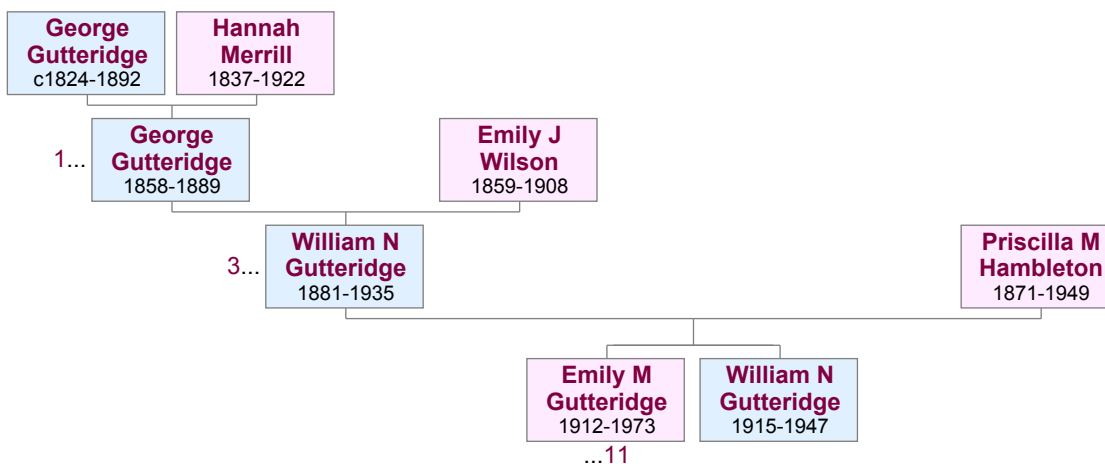 George
Gutteridge
c1824-1892
Hannah
Merrill
1837-1922
1...
George
Gutteridge
1858-1889
Emily J
Wilson
1859-1908
3...
William N
Gutteridge
1881-1935
Priscilla M
Hambleton
1871-1949
Emily M
Gutteridge
1912-1973
William N
Gutteridge
1915-1947
...11